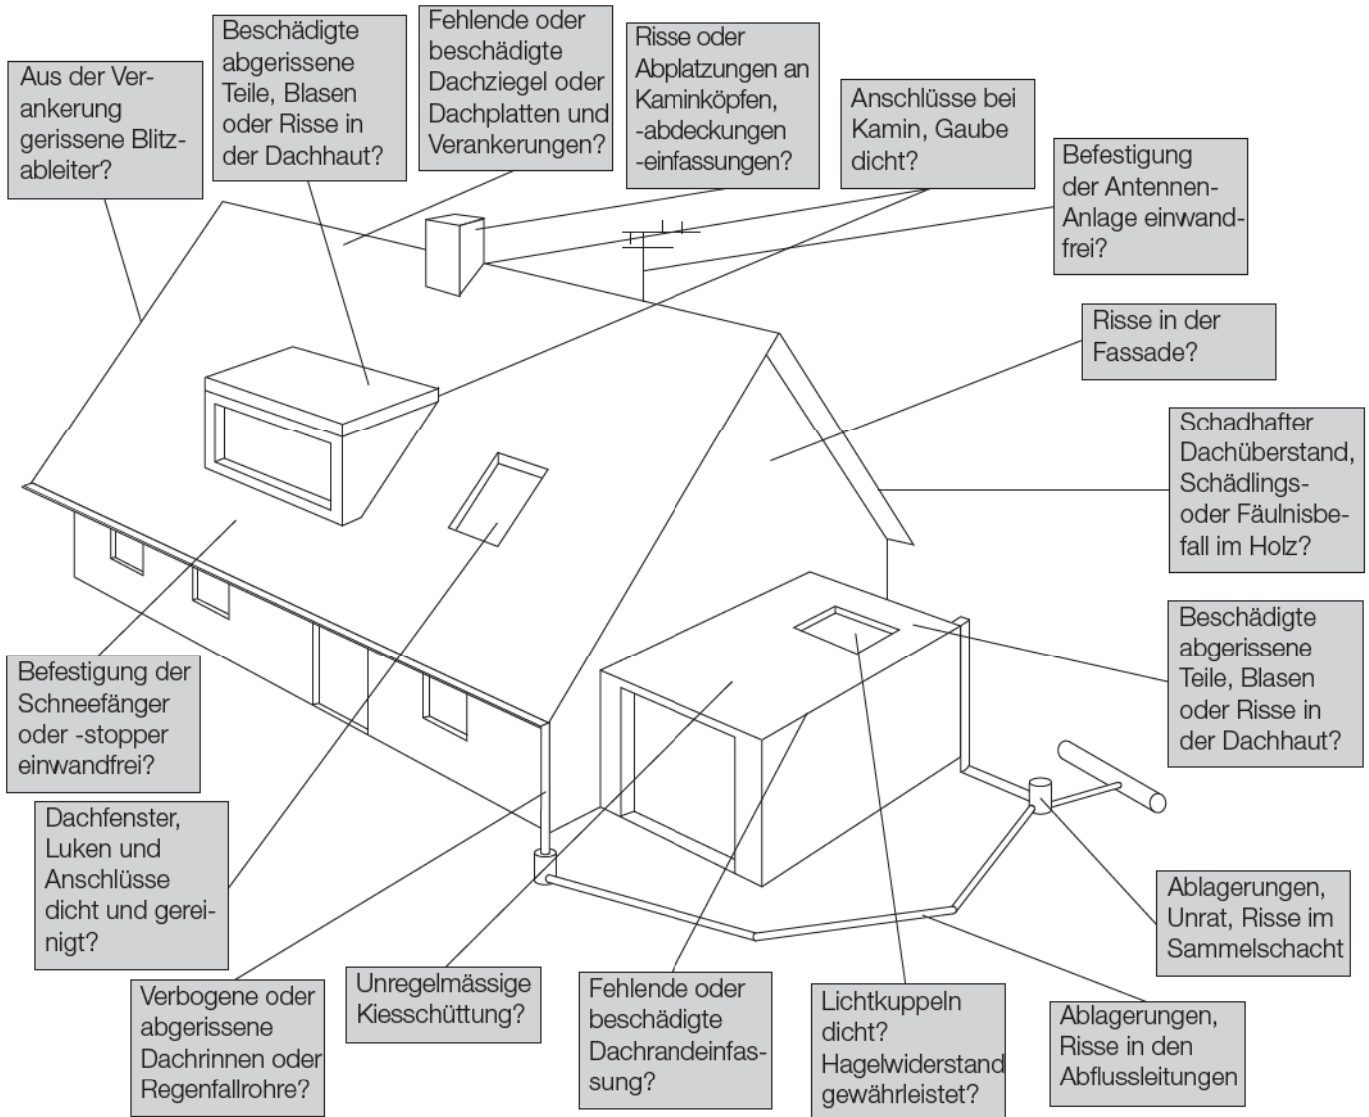 Aus der Ver-
ankerung
gerissene Blitz-
ableiter?
Beschädigte
abgerissene
Teile, Blasen
oder Risse in
der Dachhaut?
Fehlende oder
beschädigte
Dachziegel oder
Dachplatten und
Verankerungen?
Risse oder
Abplatzungen an
Kaminköpfen,
-abdeckungen
-einfassungen?
Anschlüsse bei
Kamin, Gaube
dicht?
Befestigung
der Antennen-
Anlage einwand-
frei?
Risse in der
Fassade?
Schadhafter
Dachüberstand,
Schädlings-
oder Fäulnisbe-
fall im Holz?
Beschädigte
abgerissene
Teile, Blasen
oder Risse in
der Dachhaut?
Befestigung der
Schneefänger
oder -stopper
einwandfrei?
Dachfenster,
Luken und
Anschlüsse
dicht und gerei-
nigt?
Verbogene oder
abgerissene
Dachrinnen oder
Regenfallrohre?
Unregelmässige
Kiesschüttung?
Fehlende oder
beschädigte
Dachrandeinfas-
sung?
Lichtkuppeln
dicht?
Hagelwiderstand
gewährleistet?
Ablagerungen,
Risse in den
Abflussleitungen
Ablagerungen,
Unrat, Risse im
Sammelschacht